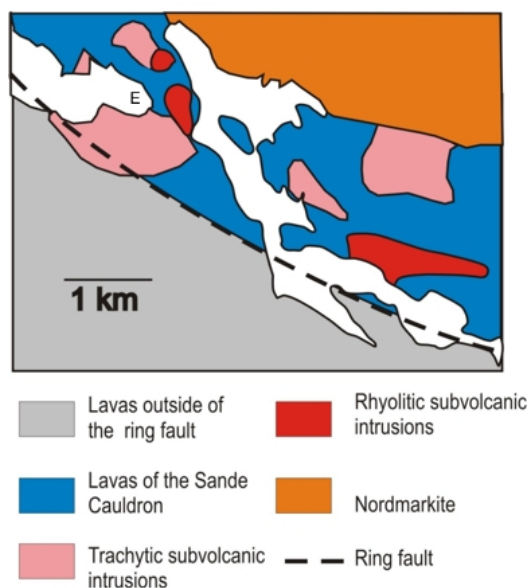 E
1 km
Lavas outside of
the ring fault
Rhyolitic subvolcanic
intrusions
Lavas of the Sande
Cauldron
Nordmarkite
Trachytic subvolcanic
intrusions
Ring fault